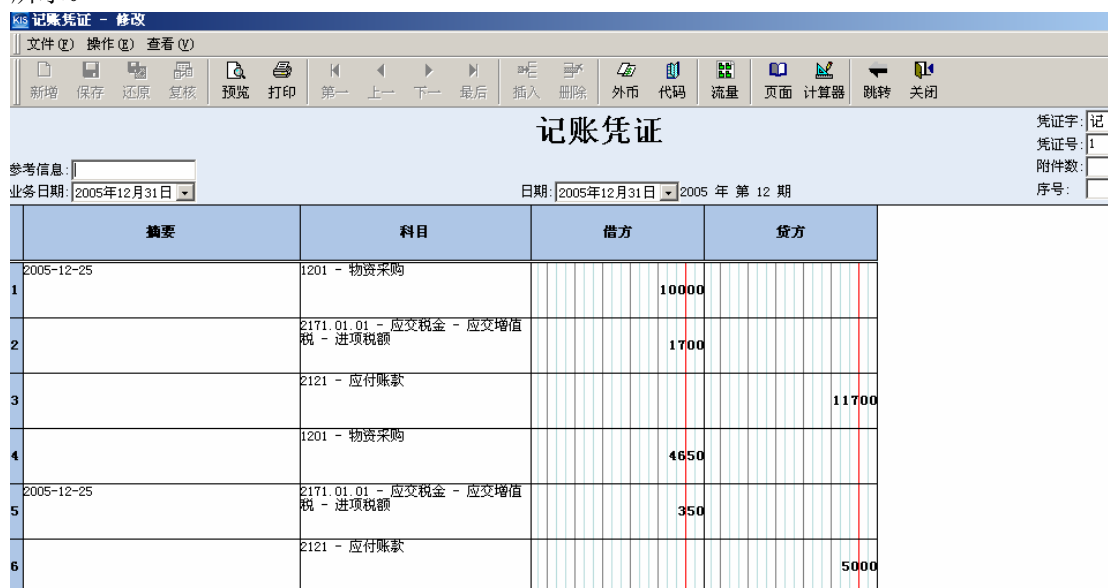 KIS 记账凭证 - 修改
文件(F) 操作(E) 查看(V)
新增 保存 还原 复核 预览 打印 第一 上一 下一 最后 插入 删除 外币 代码 流量 页面 计算器 跳转 关闭
记账凭证
凭证字: 记
凭证号: 1
参考信息:
附件数:
业务日期: 2005年12月31日
日期: 2005年12月31日 2005 年 第 12 期
序号:
摘要 科目 借方 贷方
1 2005-12-25 1201 - 物资采购 10000
2 2171.01.01 - 应交税金 - 应交增值
税 - 进项税额 1700
3 2121 - 应付账款 11700
4 1201 - 物资采购 4650
5 2005-12-25 2171.01.01 - 应交税金 - 应交增值
税 - 进项税额 350
6 2121 - 应付账款 5000